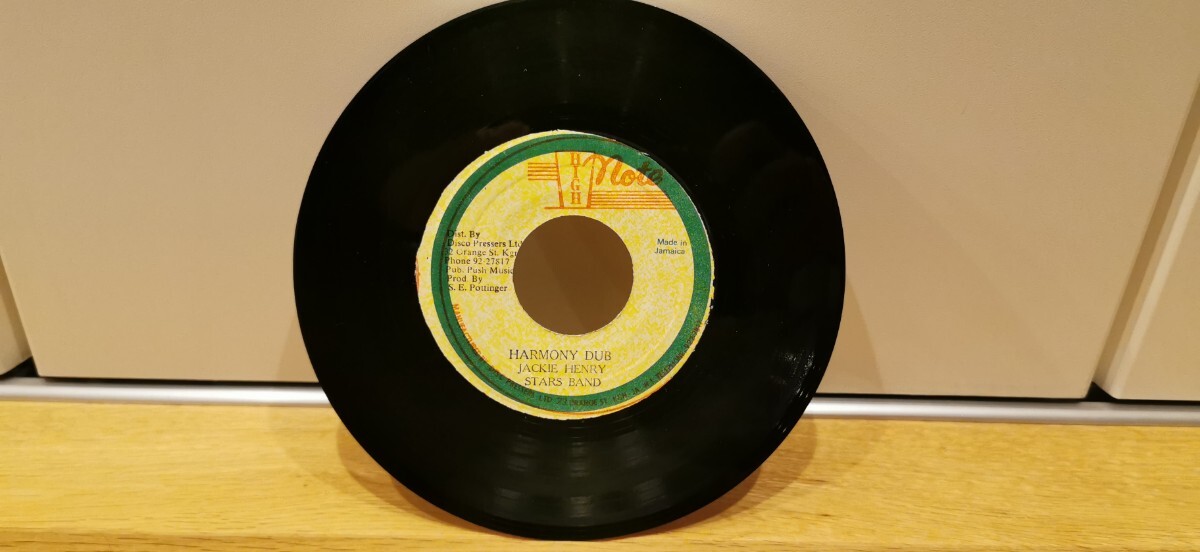 HIGH
Note
Dist. By
Disco Pressers Ltd
2 Orange St. Kgn
Phone 92-27817
Pub. Push Music
Prod. By
S. E. Pottinger
Made in
Jamaica
HARMONY DUB
JACKIE HENRY
STARS BAND